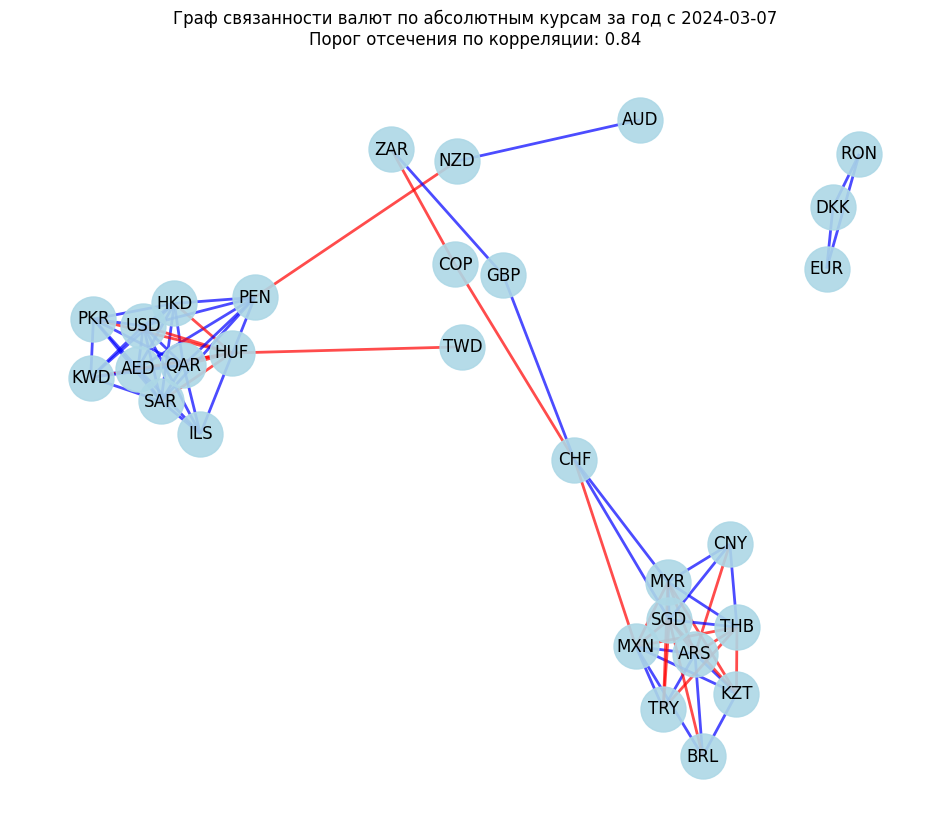 Граф связанности валют по абсолютным курсам за год с 2024-03-07
Порог отсечения по корреляции: 0.84
AUD
ZAR
NZD
RON
DKK
COP
GBP
EUR
PEN
HKD
PKR
USD
TWD
HUF
QAR
AED
KWD
SAR
ILS
CHF
CNY
MYR
SGD
THB
MXN
ARS
KZT
TRY
BRL